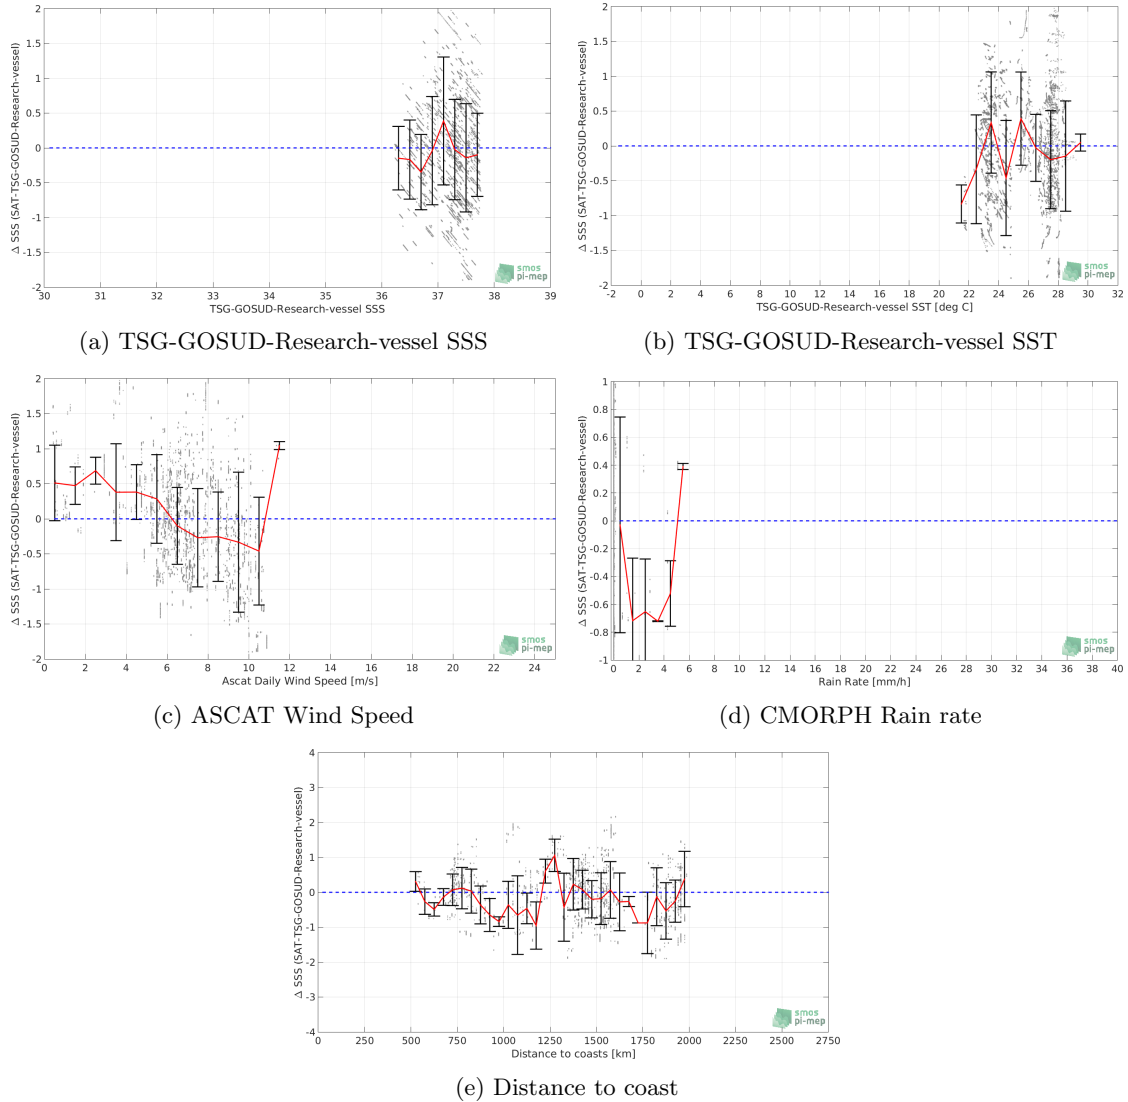 2
1.5
1
0.5
0
-0.5
-1
-1.5
-2
Δ SSS (SAT-TSG-GOSUD-Research-vessel)
30 31 32 33 34 35 36 37 38 39
TSG-GOSUD-Research-vessel SSS
smos
pi-mep
(a) TSG-GOSUD-Research-vessel SSS
2
1.5
1
0.5
0
-0.5
-1
-1.5
-2
Δ SSS (SAT-TSG-GOSUD-Research-vessel)
-2 0 2 4 6 8 10 12 14 16 18 20 22 24 26 28 30 32
TSG-GOSUD-Research-vessel SST [deg C]
smos
pi-mep
(b) TSG-GOSUD-Research-vessel SST
2
1.5
1
0.5
0
-0.5
-1
-1.5
-2
Δ SSS (SAT-TSG-GOSUD-Research-vessel)
0 2 4 6 8 10 12 14 16 18 20 22 24
Ascat Daily Wind Speed [m/s]
smos
pi-mep
(c) ASCAT Wind Speed
1
0.8
0.6
0.4
0.2
0
-0.2
-0.4
-0.6
-0.8
-1
Δ SSS (SAT-TSG-GOSUD-Research-vessel)
0 2 4 6 8 10 12 14 16 18 20 22 24 26 28 30 32 34 36 38 40
Rain Rate [mm/h]
smos
pi-mep
(d) CMORPH Rain rate
4
3
2
1
0
-1
-2
-3
-4
Δ SSS (SAT-TSG-GOSUD-Research-vessel)
0 250 500 750 1000 1250 1500 1750 2000 2250 2500 2750
Distance to coasts [km]
smos
pi-mep
(e) Distance to coast